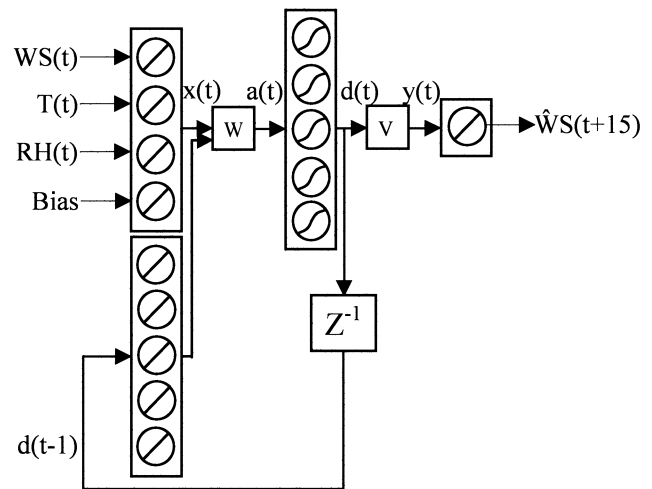 WS(t)
T(t)
RH(t)
Bias
x(t)
W
a(t)
d(t)
V
y(t)
ŴS(t+15)
Z⁻¹
d(t-1)